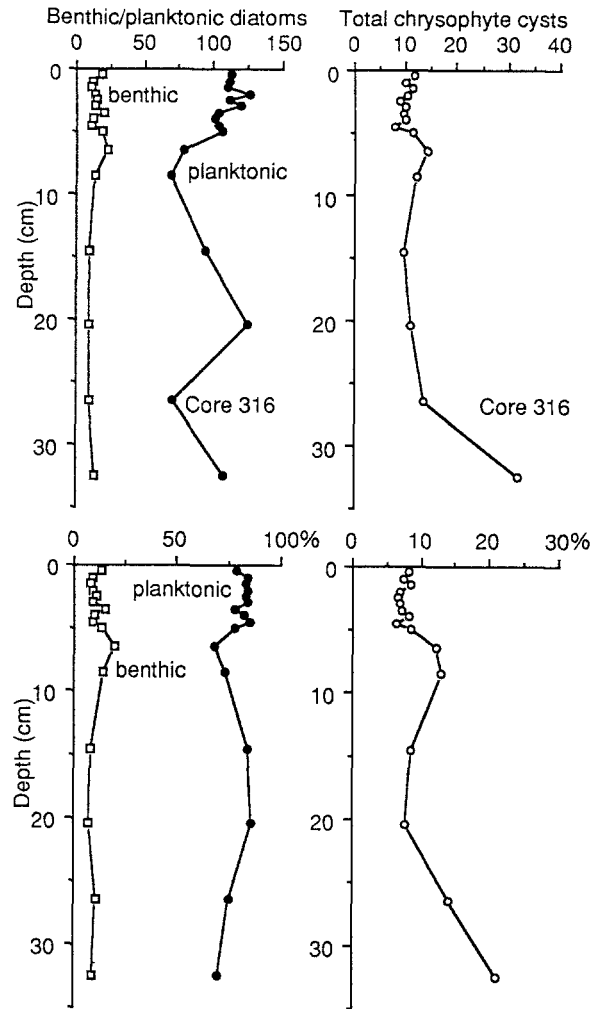 Benthic/planktonic diatoms Total chrysophyte cysts
0 50 100 150 0 10 20 30 40
0 0
benthic
planktonic
10 10
Depth (cm)
20 20
Core 316 Core 316
30 30
0 50 100% 0 10 20 30%
0 0
planktonic
benthic
10 10
Depth (cm)
20 20
30 30